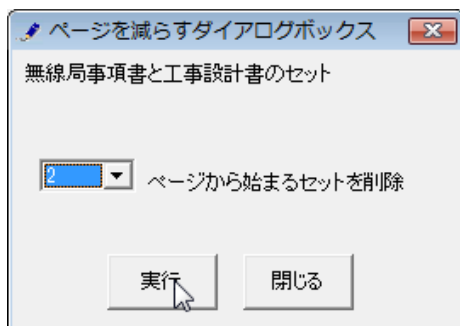 ページを減らすダイアログボックス
無線局事項書と工事設計書のセット
2 ページから始まるセットを削除
実行 閉じる